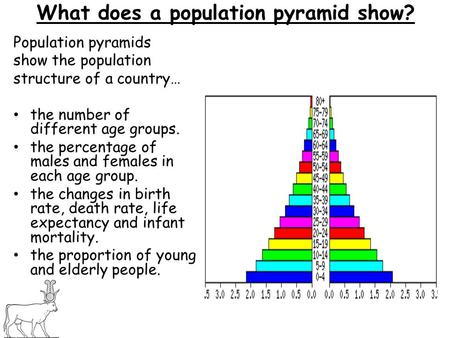 What does a population pyramid show?
Population pyramids
show the population
structure of a country…
• the number of
different age groups.
• the percentage of
males and females in
each age group.
• the changes in birth
rate, death rate, life
expectancy and infant
mortality.
• the proportion of young
and elderly people.
80+
75-79
70-74
65-69
60-64
55-59
50-54
45-49
40-44
35-39
30-34
25-29
20-24
15-19
10-14
5-9
0-4
.5 3.0 2.5 2.0 1.5 1.0 0.5 0.0 0.0 0.5 1.0 1.5 2.0 2.5 3.0 3.